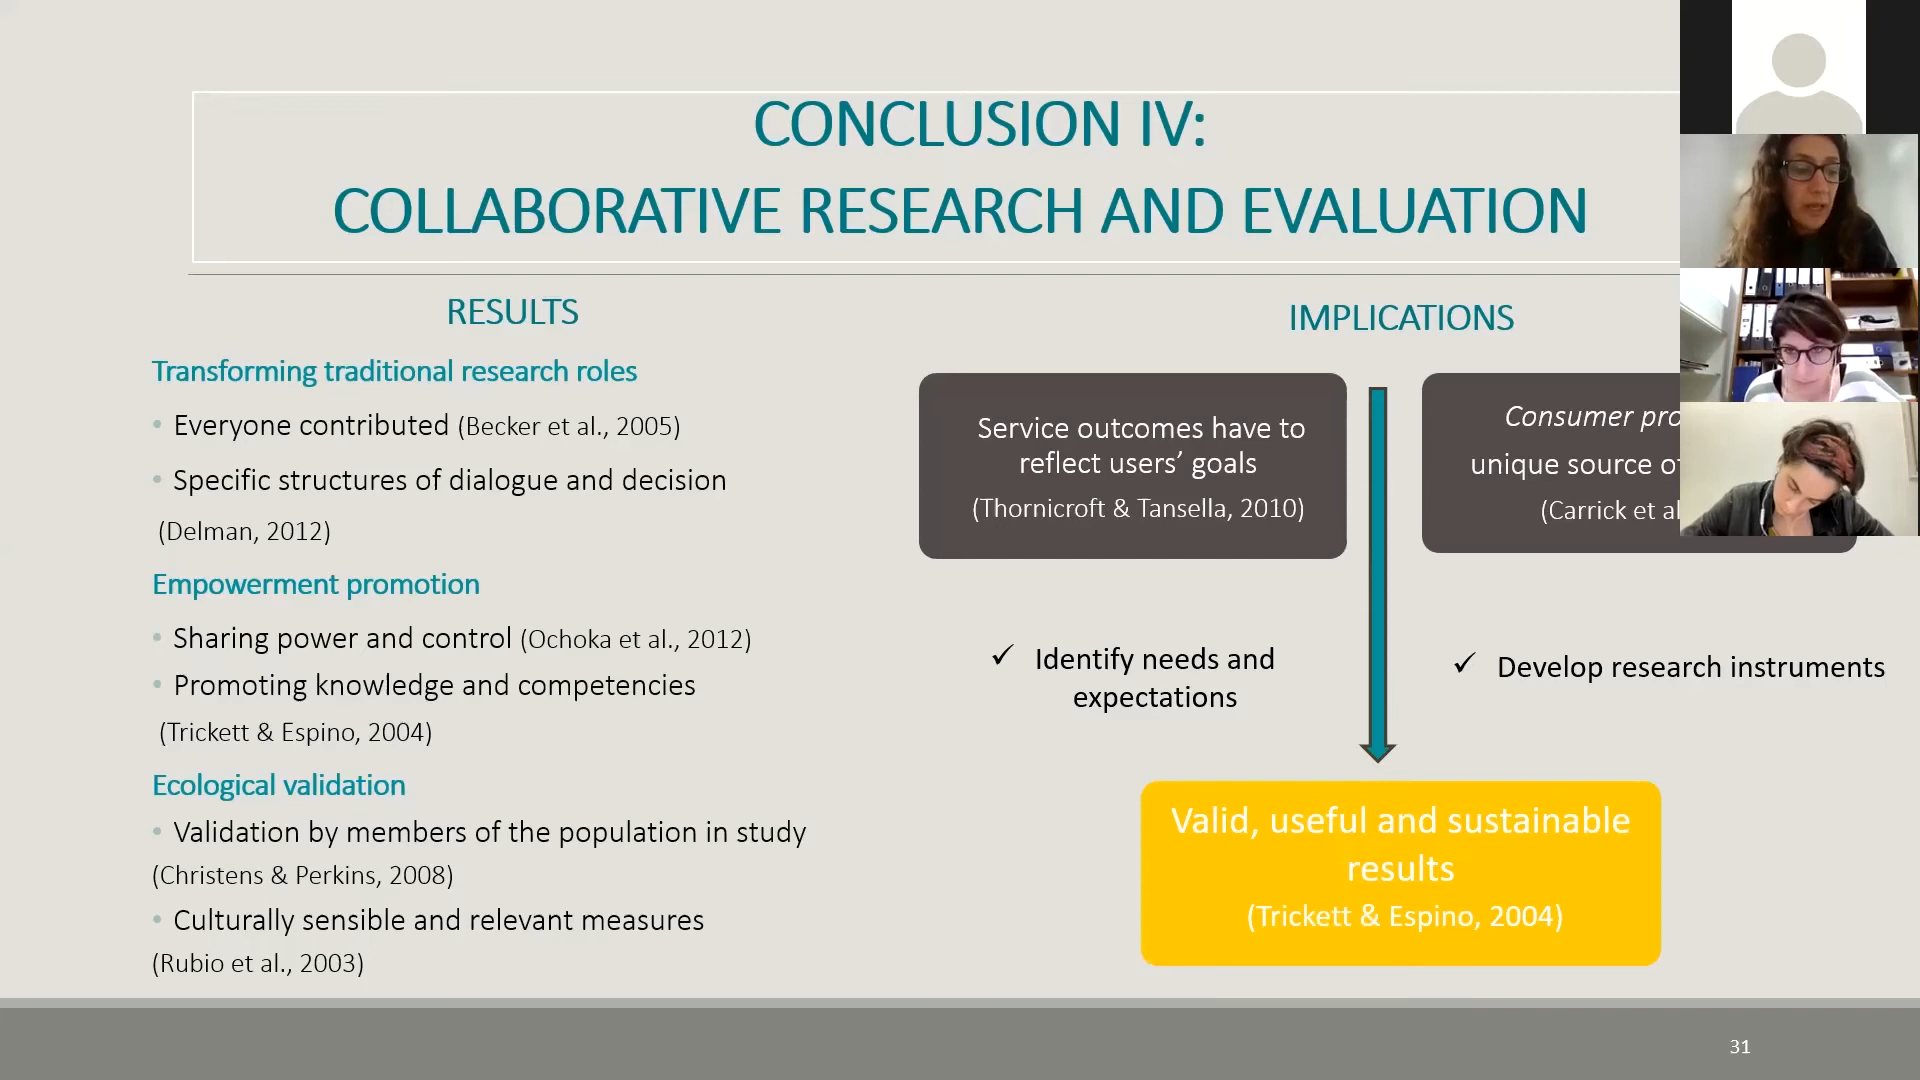 CONCLUSION IV:
COLLABORATIVE RESEARCH AND EVALUATION
RESULTS
Transforming traditional research roles
• Everyone contributed (Becker et al., 2005)
• Specific structures of dialogue and decision
(Delman, 2012)
Empowerment promotion
• Sharing power and control (Ochoka et al., 2012)
• Promoting knowledge and competencies
(Trickett & Espino, 2004)
Ecological validation
• Validation by members of the population in study
(Christens & Perkins, 2008)
• Culturally sensible and relevant measures
(Rubio et al., 2003)
IMPLICATIONS
Service outcomes have to
reflect users’ goals
(Thornicroft & Tansella, 2010)
Consumer
unique source
(Carrick et
✓ Identify needs and
expectations
✓ Develop research instruments
Valid, useful and sustainable
results
(Trickett & Espino, 2004)
31